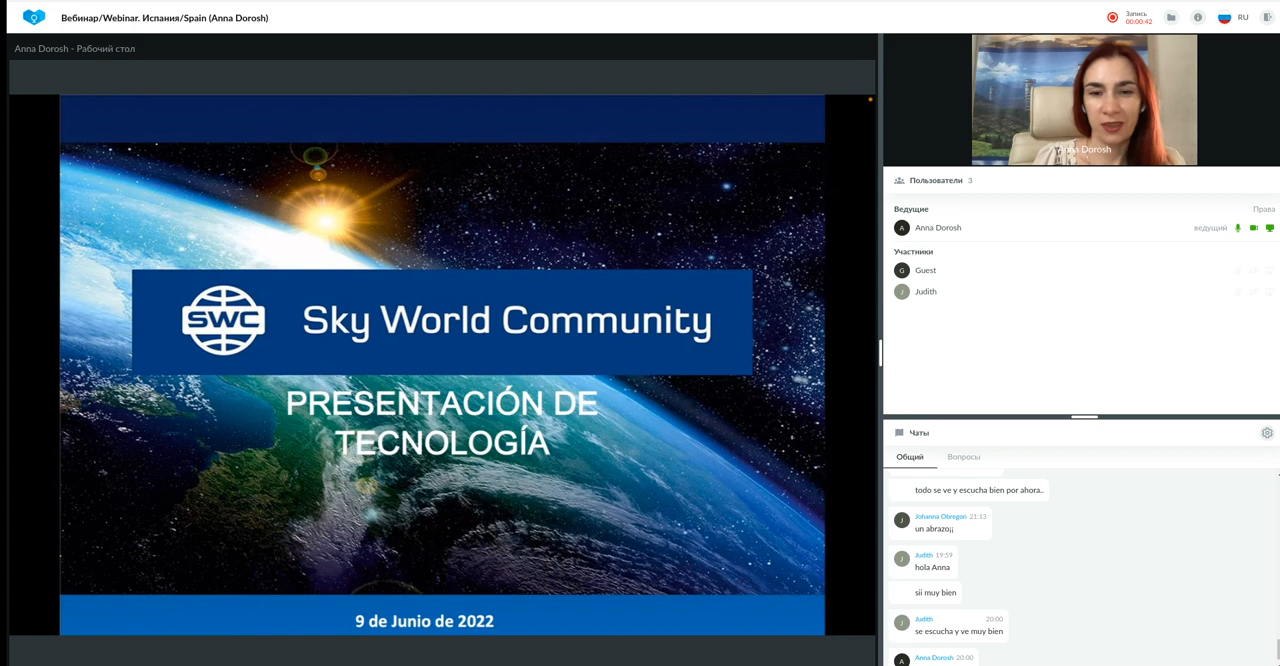 Вебинар/Webinar. Испания/Spain (Anna Dorosh)
Запись
00:00:42
RU
Anna Dorosh - Рабочий стол
SWC
Sky World Community
PRESENTACIÓN DE
TECNOLOGÍA
9 de Junio de 2022
Anna Dorosh
Пользователи 3
Ведущие Права
A Anna Dorosh ведущий
Участники
G Guest
J Judith
Чаты
Общий Вопросы
todo se ve y escucha bien por ahora..
J Johanna Obregon 21:13
un abrazo¡¡
J Judith 19:59
hola Anna
sii muy bien
J Judith 20:00
se escucha y ve muy bien
A Anna Dorosh 20:00